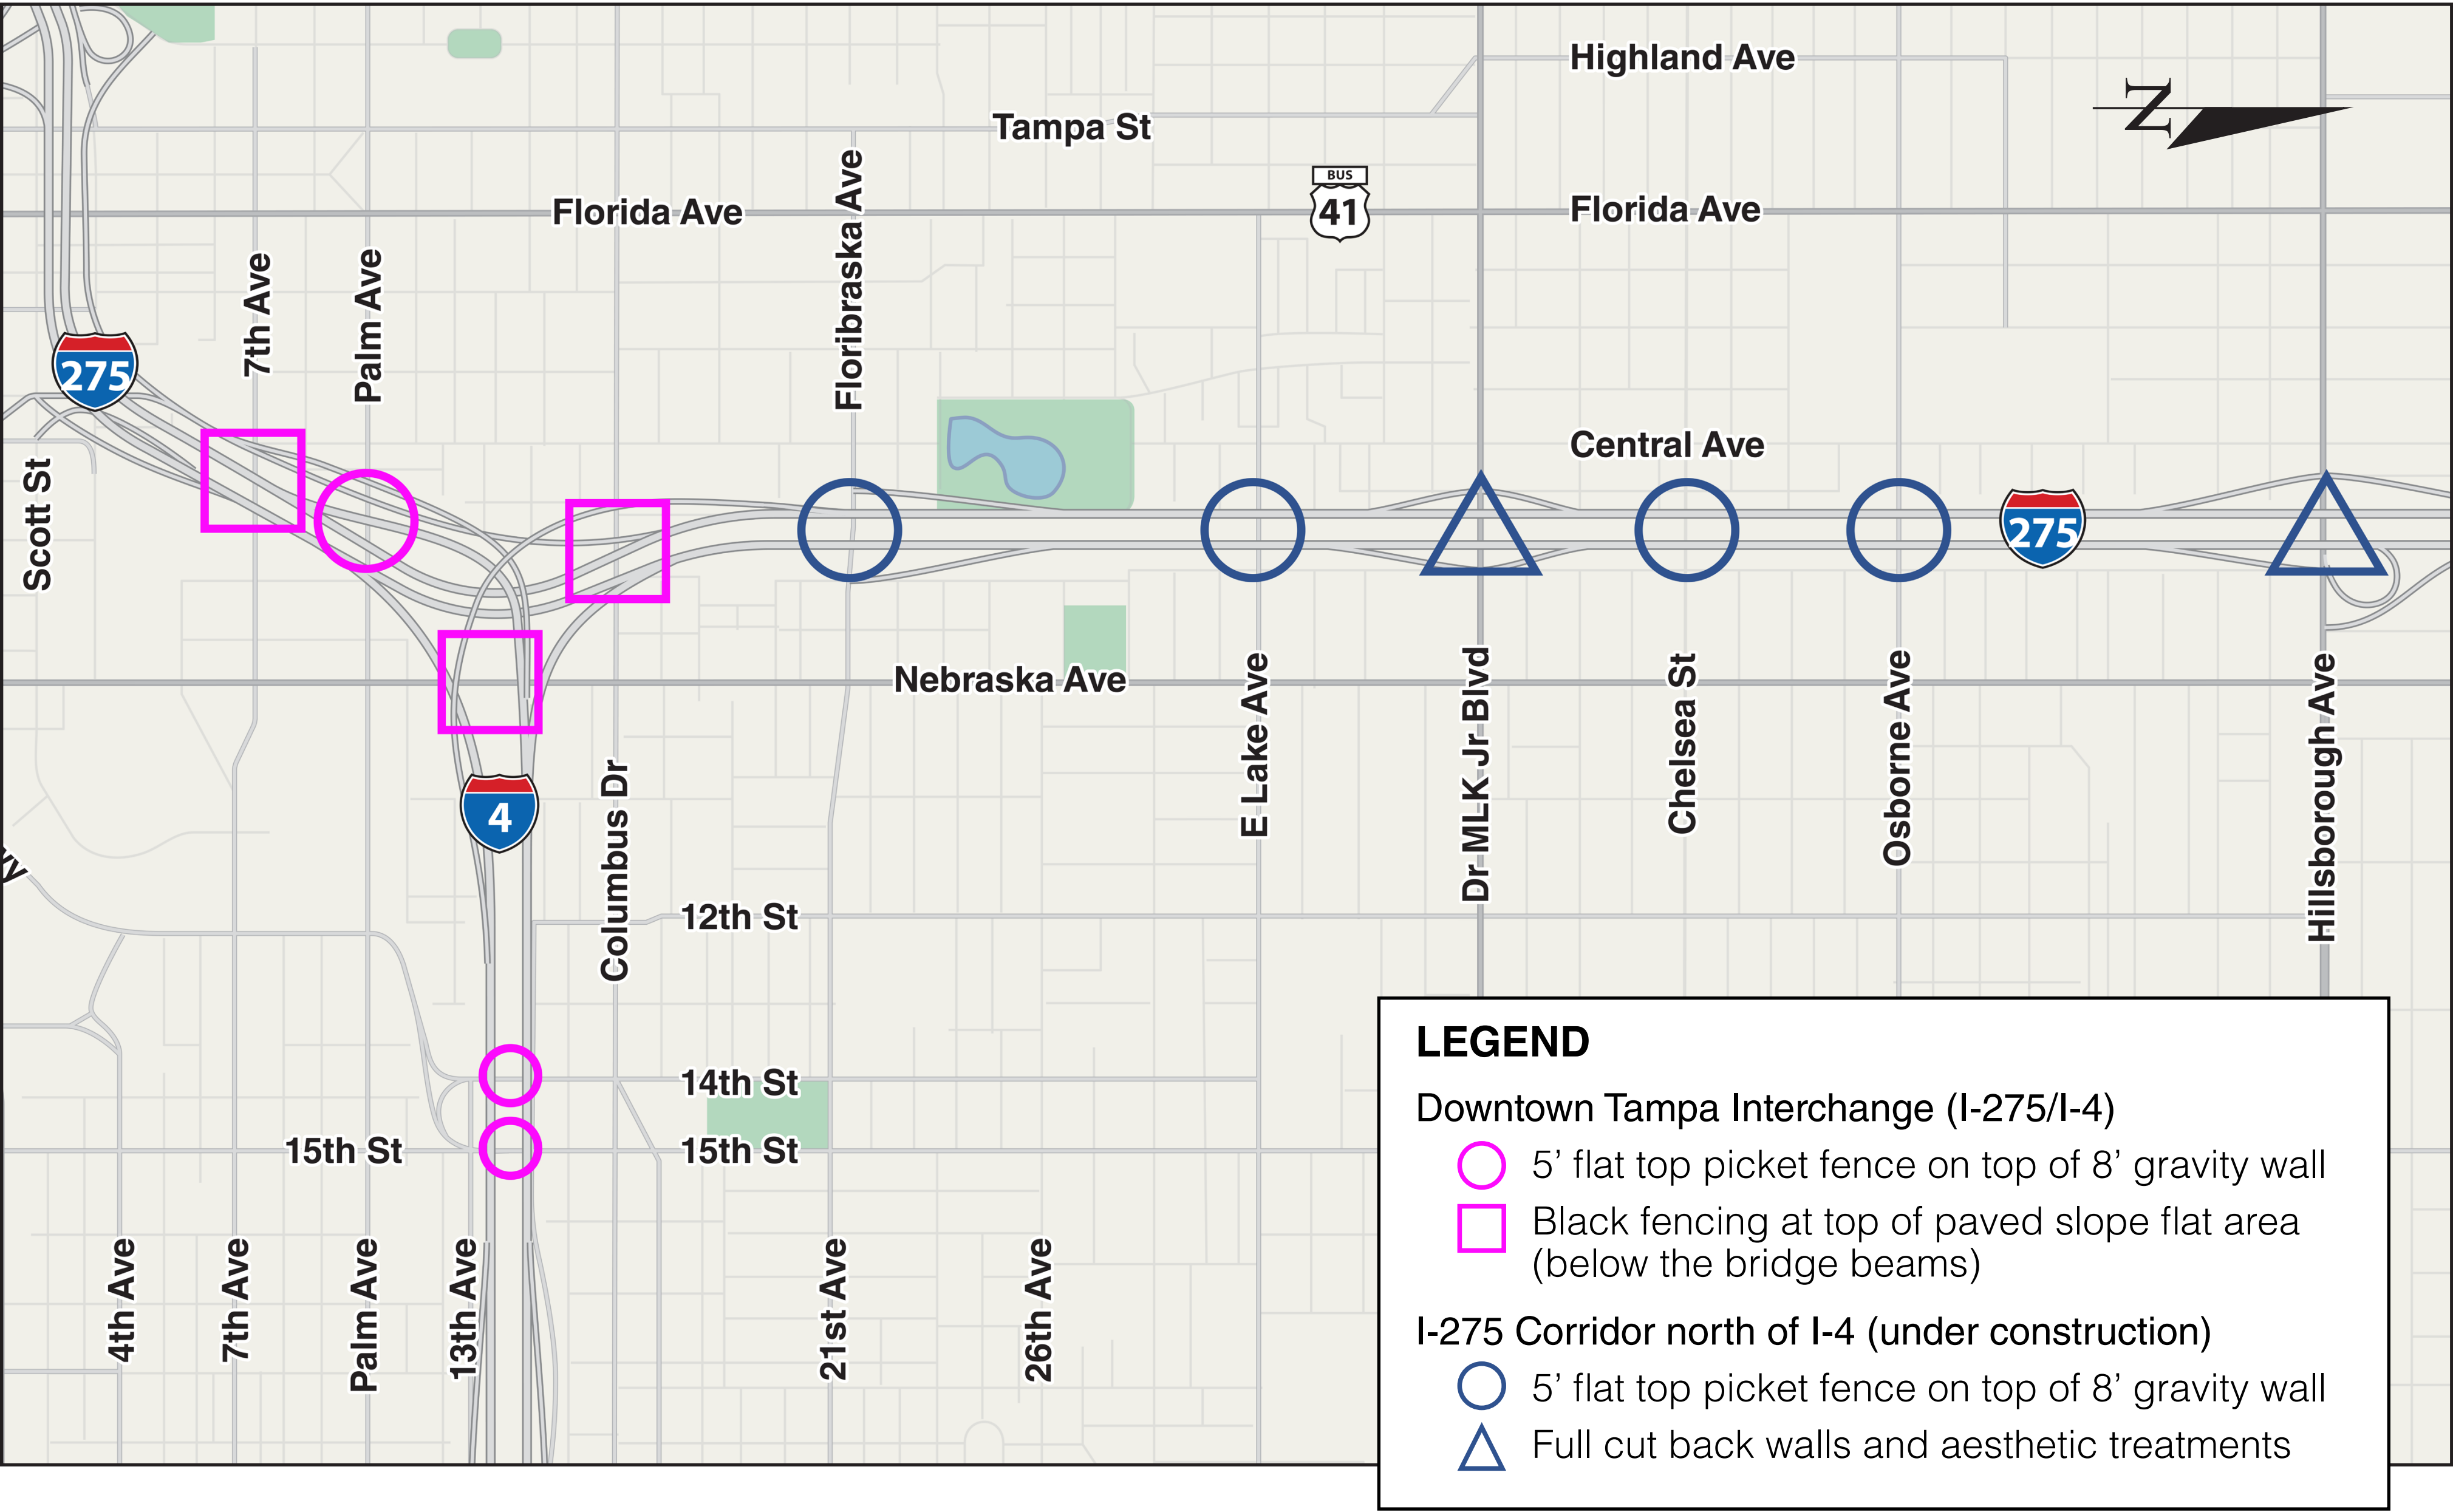 Highland Ave
N
Tampa St
BUS
41
Florida Ave
Florida Ave
Floribraska Ave
7th Ave
Palm Ave
275
Central Ave
Scott St
275
Nebraska Ave
E Lake Ave
Dr MLK Jr Blvd
Chelsea St
Osborne Ave
Hillsborough Ave
4
Columbus Dr
12th St
14th St
15th St
15th St
4th Ave
7th Ave
Palm Ave
13th Ave
21st Ave
26th Ave
LEGEND
Downtown Tampa Interchange (I-275/I-4)
5’ flat top picket fence on top of 8’ gravity wall
Black fencing at top of paved slope flat area
(below the bridge beams)
I-275 Corridor north of I-4 (under construction)
5’ flat top picket fence on top of 8’ gravity wall
Full cut back walls and aesthetic treatments